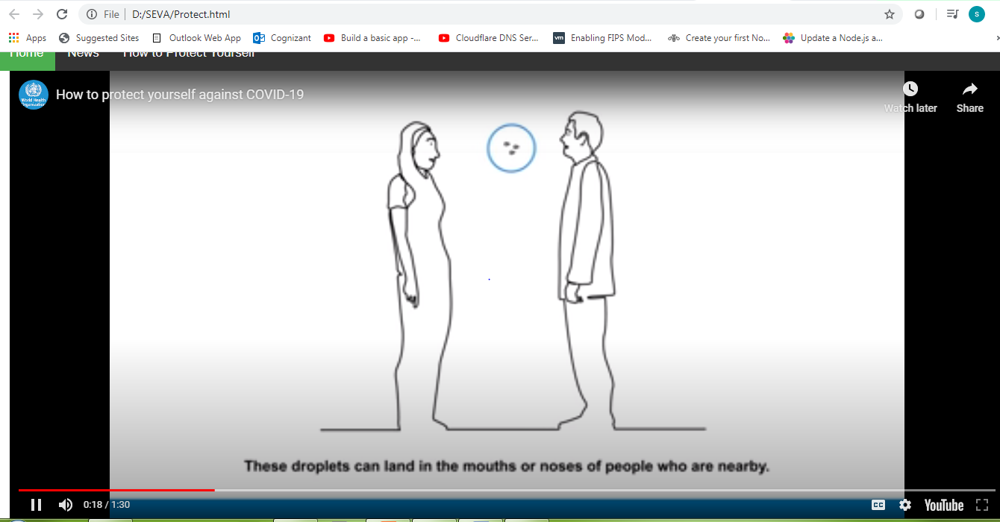 File D:/SEVA/Protect.html s
Apps Suggested Sites Outlook Web App Cognizant Build a basic app -... Cloudflare DNS Ser... vm Enabling FIPS Mod... Create your first No... Update a Node.js a...
Home News How to Protect Yourself
World Health
Organization
How to protect yourself against COVID-19
Watch later Share
These droplets can land in the mouths or noses of people who are nearby.
0:18 / 1:30 CC YouTube